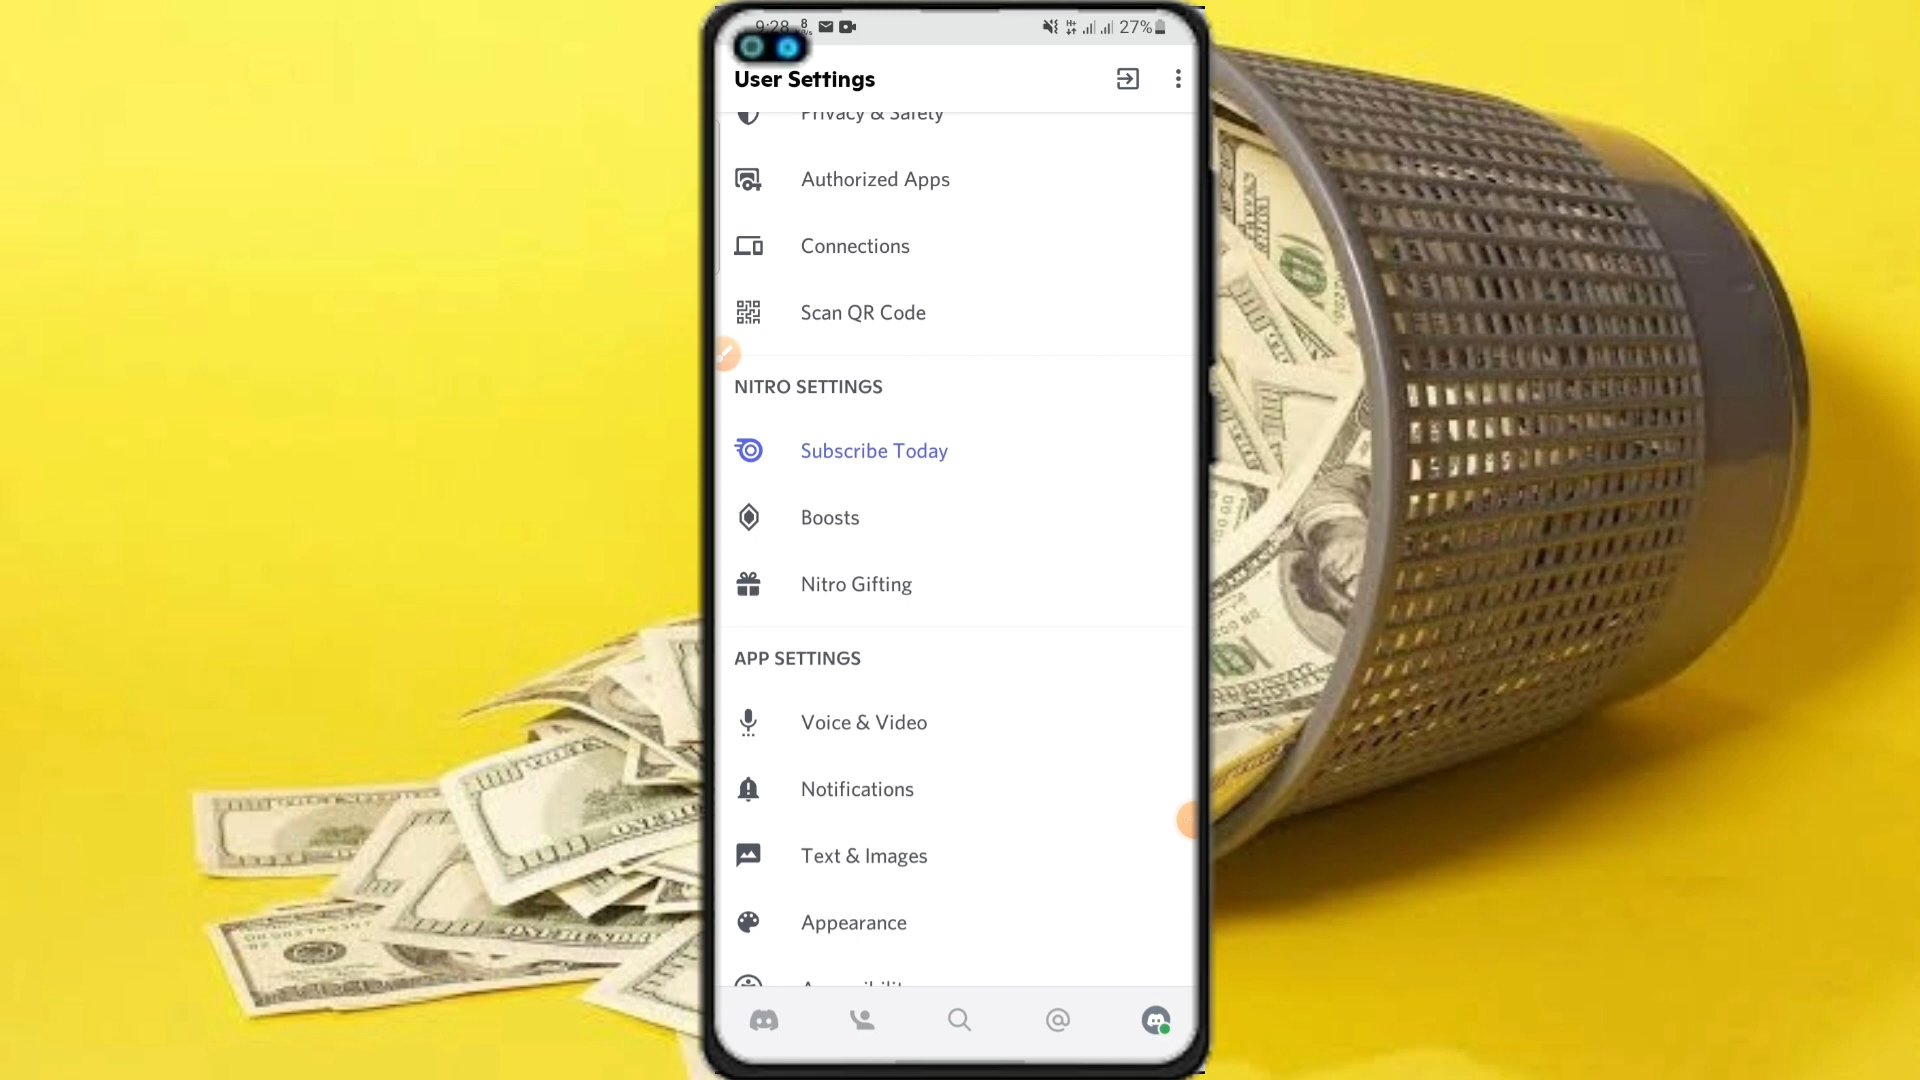 9:28
27%
User Settings
Privacy & Safety
Authorized Apps
Connections
Scan QR Code
NITRO SETTINGS
Subscribe Today
Boosts
Nitro Gifting
APP SETTINGS
Voice & Video
Notifications
Text & Images
Appearance
Accessibility